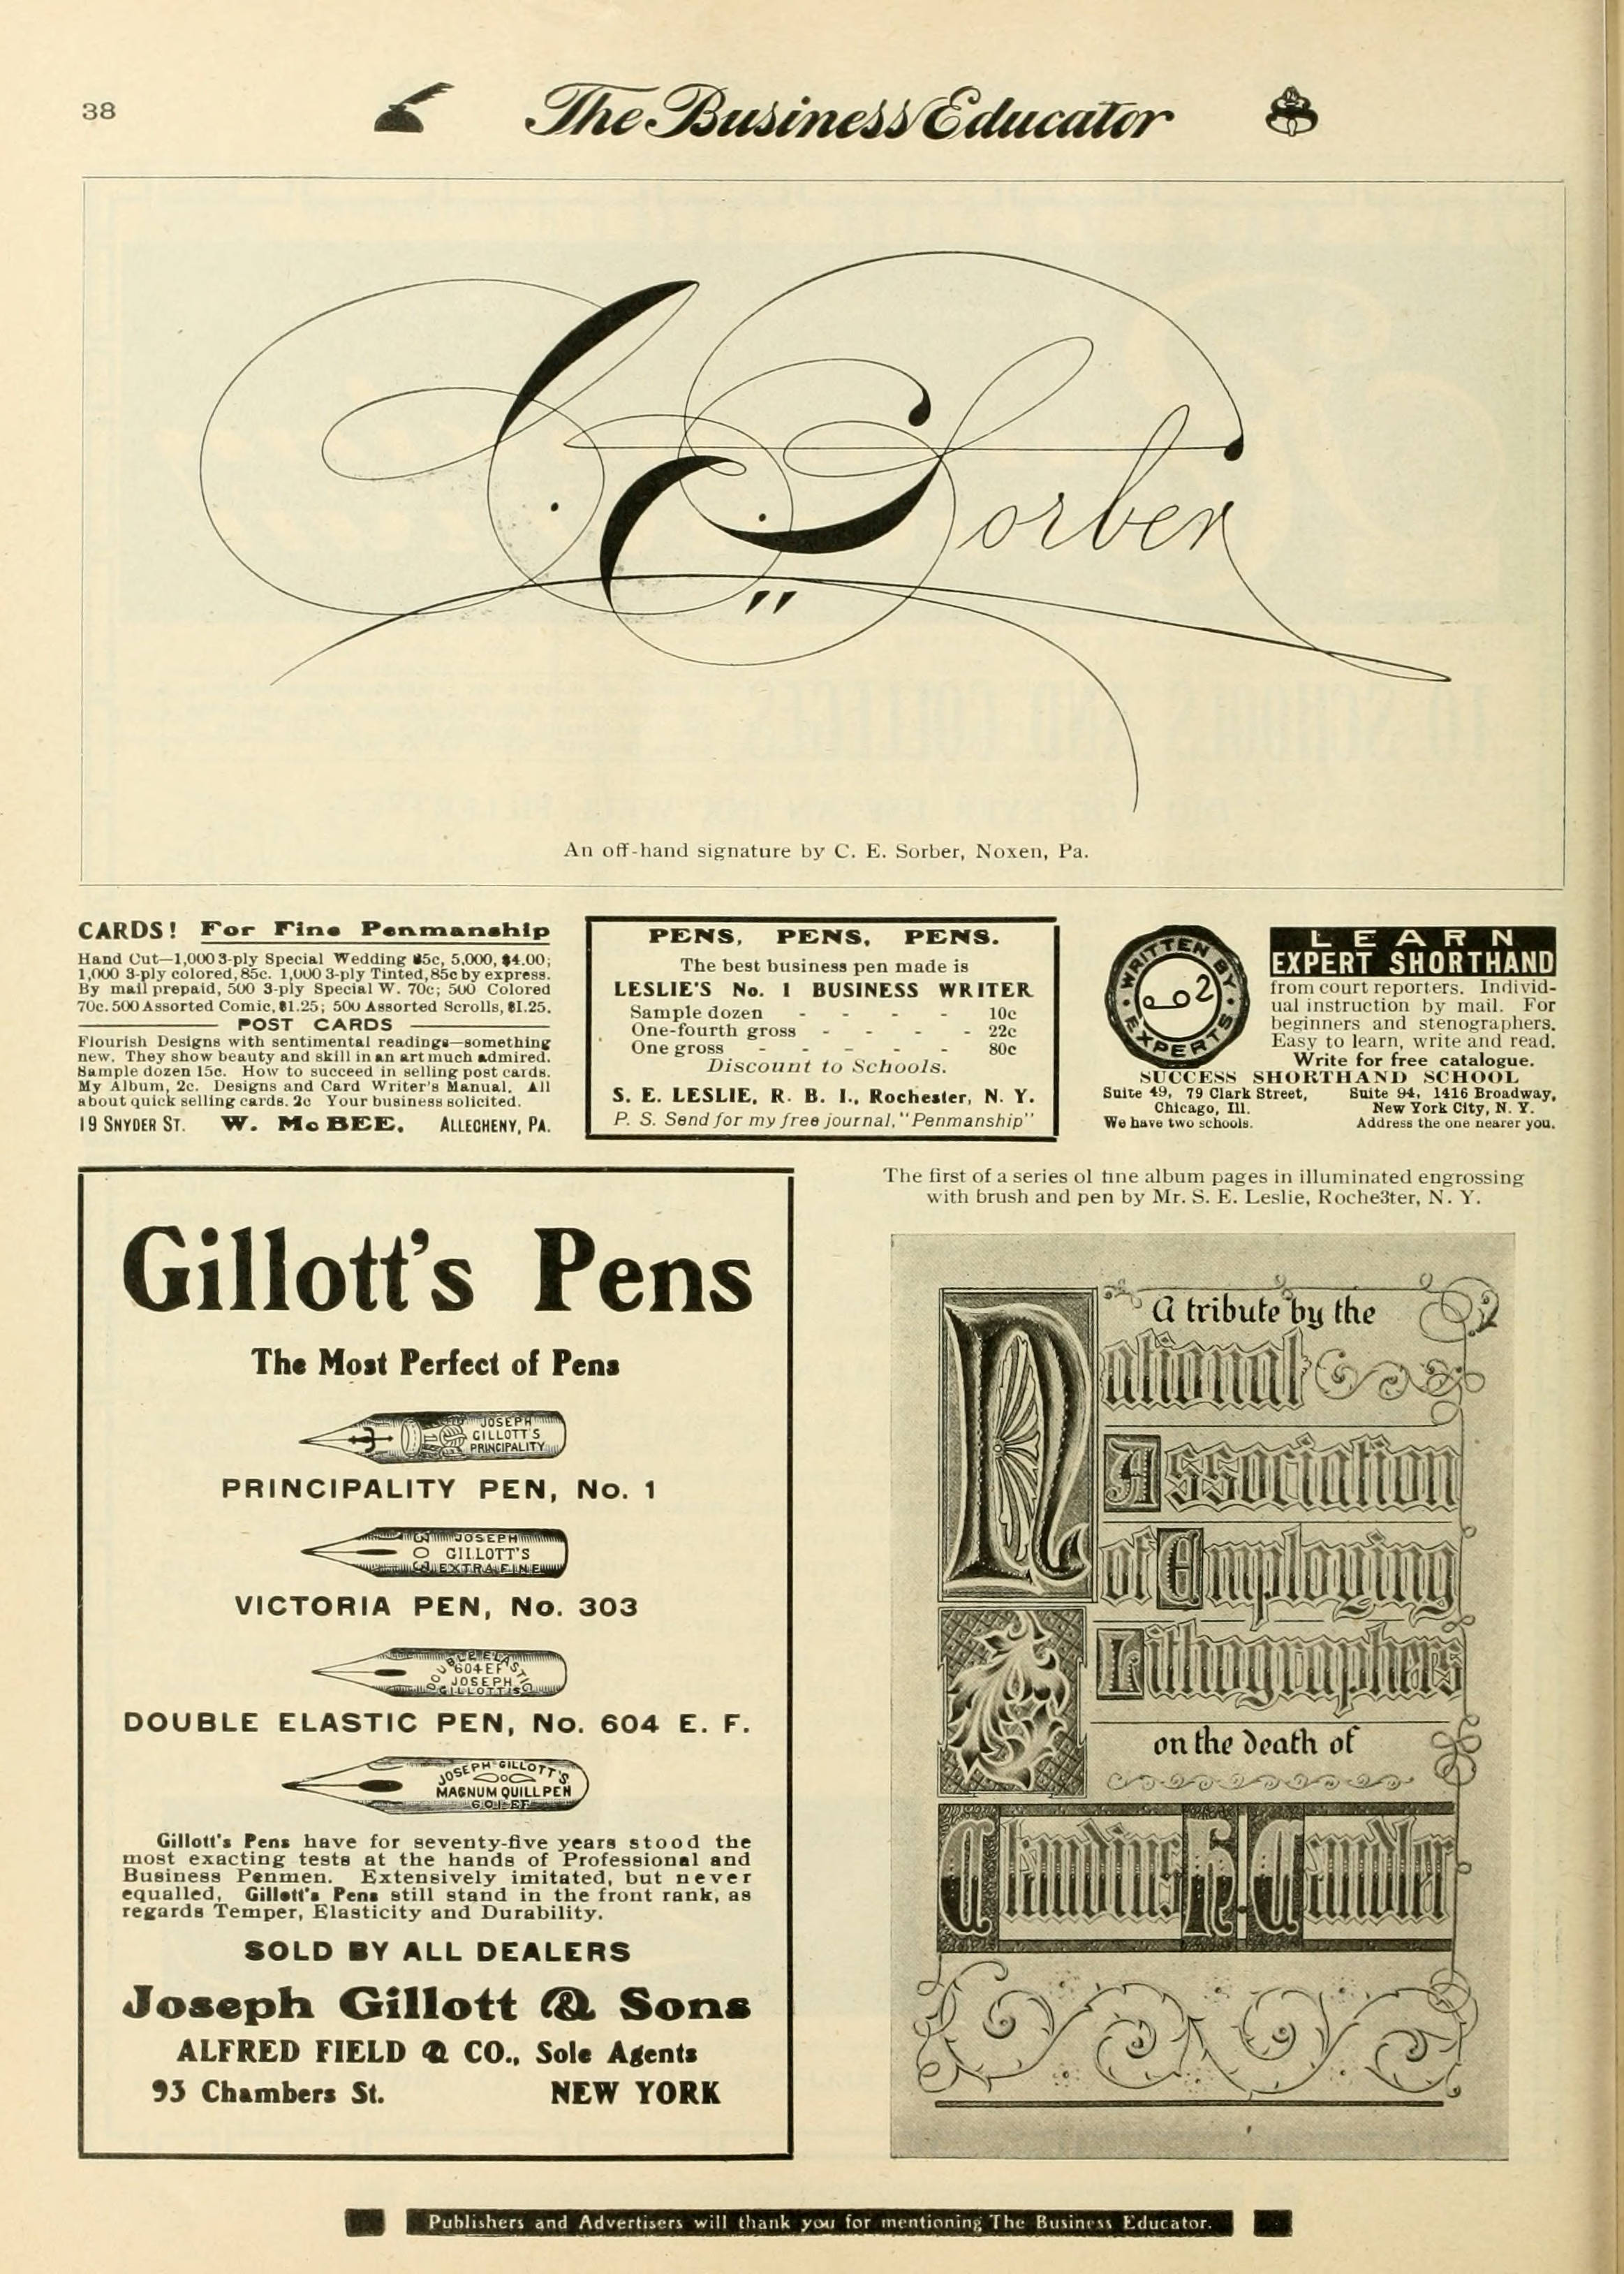 38
The Business Educator
C E Sorber
An off-hand signature by C. E. Sorber, Noxen, Pa.
CARDS! For Fine Penmanship
Hand Cut—1,000 3-ply Special Wedding 85c, 5,000, $4.00;
1,000 3-ply colored, 85c. 1,000 3-ply Tinted, 85c by express.
By mail prepaid, 500 3-ply Special W. 70c; 500 Colored
70c. 500 Assorted Comic, $1.25; 500 Assorted Scrolls, $1.25.
POST CARDS
Flourish Designs with sentimental readings—something
new. They show beauty and skill in an art much admired.
Sample dozen 15c. How to succeed in selling post cards.
My Album, 2c. Designs and Card Writer's Manual. All
about quick selling cards. 2c Your business solicited.
19 SNYDER ST. W. McBEE, ALLEGHENY, PA.
PENS, PENS, PENS.
The best business pen made is
LESLIE'S No. 1 BUSINESS WRITER
Sample dozen - - - - 10c
One-fourth gross - - - - 22c
One gross - - - - - 80c
Discount to Schools.
S. E. LESLIE, R. B. I., Rochester, N. Y.
P. S. Send for my free journal, "Penmanship"
WRITTEN BY
EXPERTS
LEARN
EXPERT SHORTHAND
from court reporters. Individ-
ual instruction by mail. For
beginners and stenographers.
Easy to learn, write and read.
Write for free catalogue.
SUCCESS SHORTHAND SCHOOL
Suite 49, 79 Clark Street, Suite 94, 1416 Broadway,
Chicago, Ill. New York City, N. Y.
We have two schools. Address the one nearer you.
Gillott's Pens
The Most Perfect of Pens
JOSEPH
GILLOTT'S
PRINCIPALITY
PRINCIPALITY PEN, No. 1
303
JOSEPH
GILLOTT'S
EXTRA FINE
VICTORIA PEN, No. 303
DOUBLE ELASTIC
604 EF
JOSEPH
GILLOTT'S
DOUBLE ELASTIC PEN, No. 604 E. F.
JOSEPH GILLOTT'S
MAGNUM QUILL PEN
601 EF
Gillott's Pens have for seventy-five years stood the
most exacting tests at the hands of Professional and
Business Penmen. Extensively imitated, but never
equalled, Gillott's Pens still stand in the front rank, as
regards Temper, Elasticity and Durability.
SOLD BY ALL DEALERS
Joseph Gillott & Sons
ALFRED FIELD & CO., Sole Agents
93 Chambers St. NEW YORK
The first of a series ol fine album pages in illuminated engrossing
with brush and pen by Mr. S. E. Leslie, Roche3ter, N. Y.
A tribute by the
National
Association
of Employing
Lithographers
on the death of
Claudius H. Candler
Publishers and Advertisers will thank you for mentioning The Business Educator.